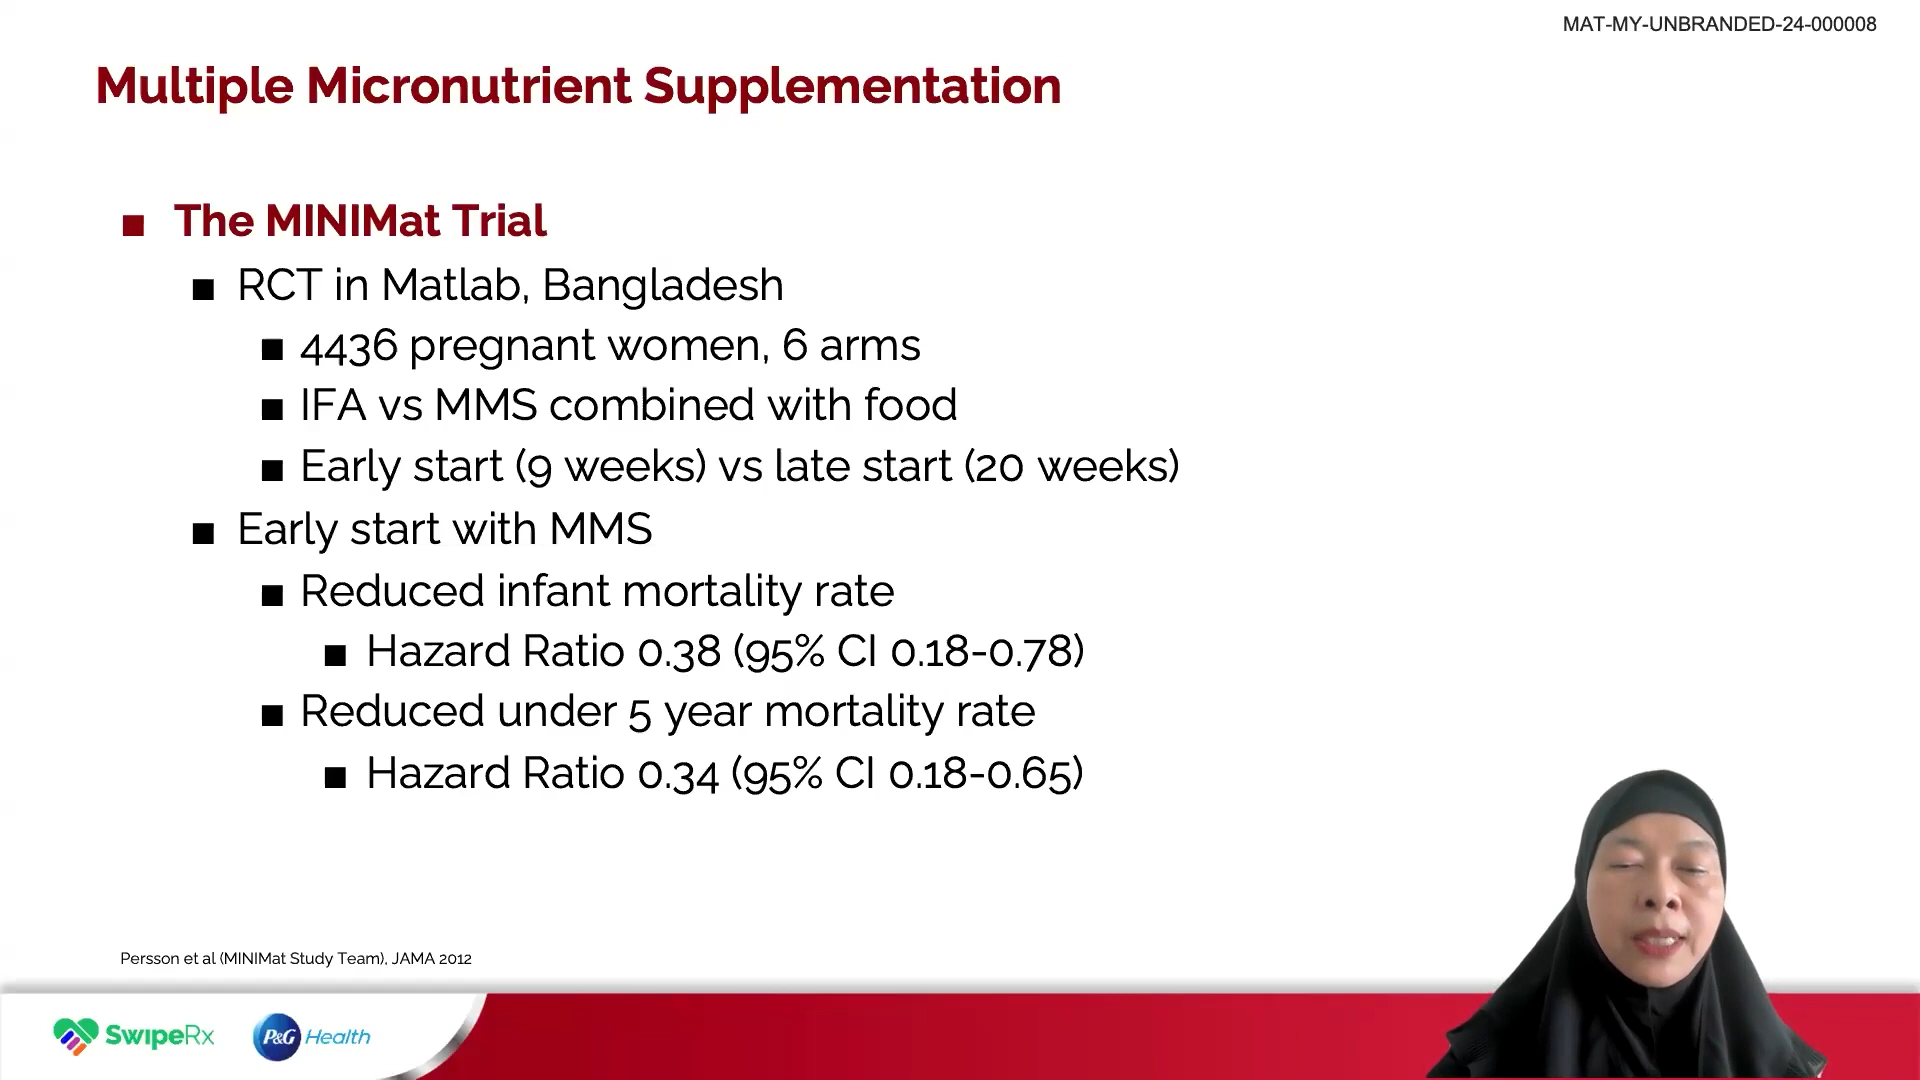 MAT-MY-UNBRANDED-24-000008
Multiple Micronutrient Supplementation
The MINIMat Trial
RCT in Matlab, Bangladesh
4436 pregnant women, 6 arms
IFA vs MMS combined with food
Early start (9 weeks) vs late start (20 weeks)
Early start with MMS
Reduced infant mortality rate
Hazard Ratio 0.38 (95% CI 0.18-0.78)
Reduced under 5 year mortality rate
Hazard Ratio 0.34 (95% CI 0.18-0.65)
Persson et al (MINIMat Study Team), JAMA 2012
SwipeRx
P&G Health